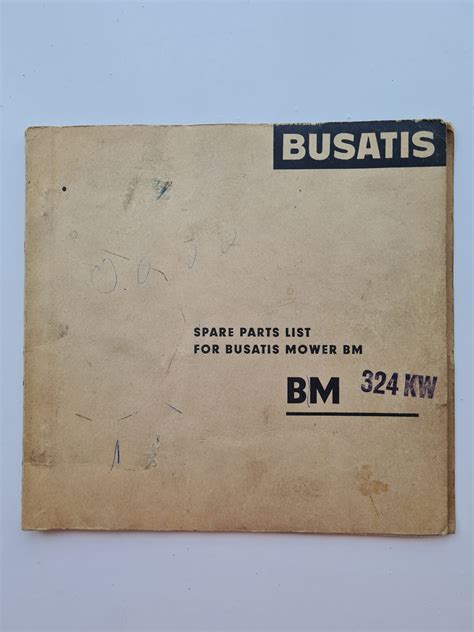 BUSATIS
SPARE PARTS LIST
FOR BUSATIS MOWER BM
BM 324 KW